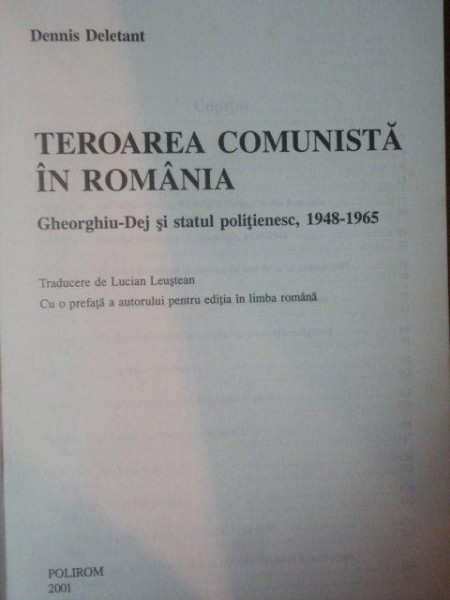 Dennis Deletant
TEROAREA COMUNISTĂ
ÎN ROMÂNIA
Gheorghiu-Dej şi statul poliţienesc, 1948-1965
Traducere de Lucian Leuştean
Cu o prefaţă a autorului pentru ediţia în limba română
POLIROM
2001